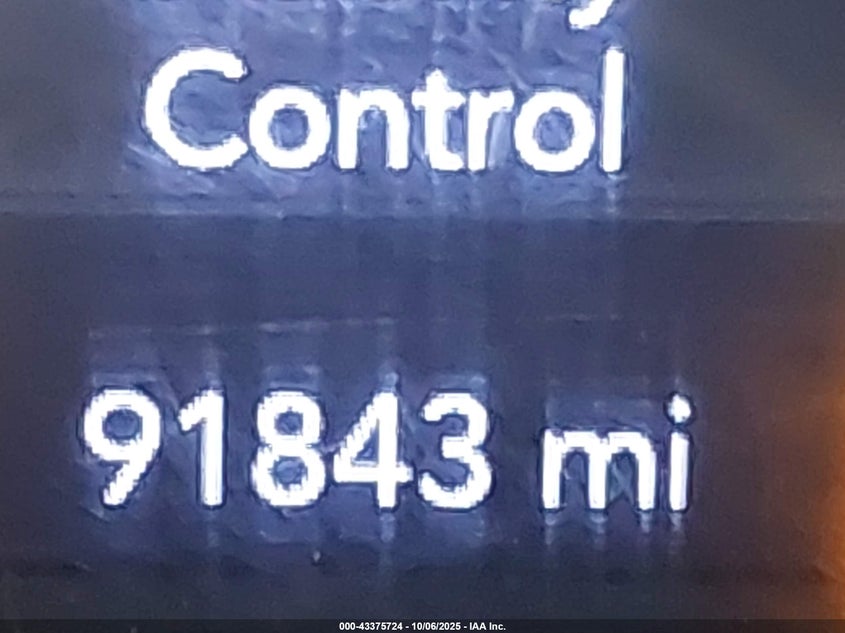 Control
91843 mi
000-43375724 - 10/06/2025 - IAA Inc.